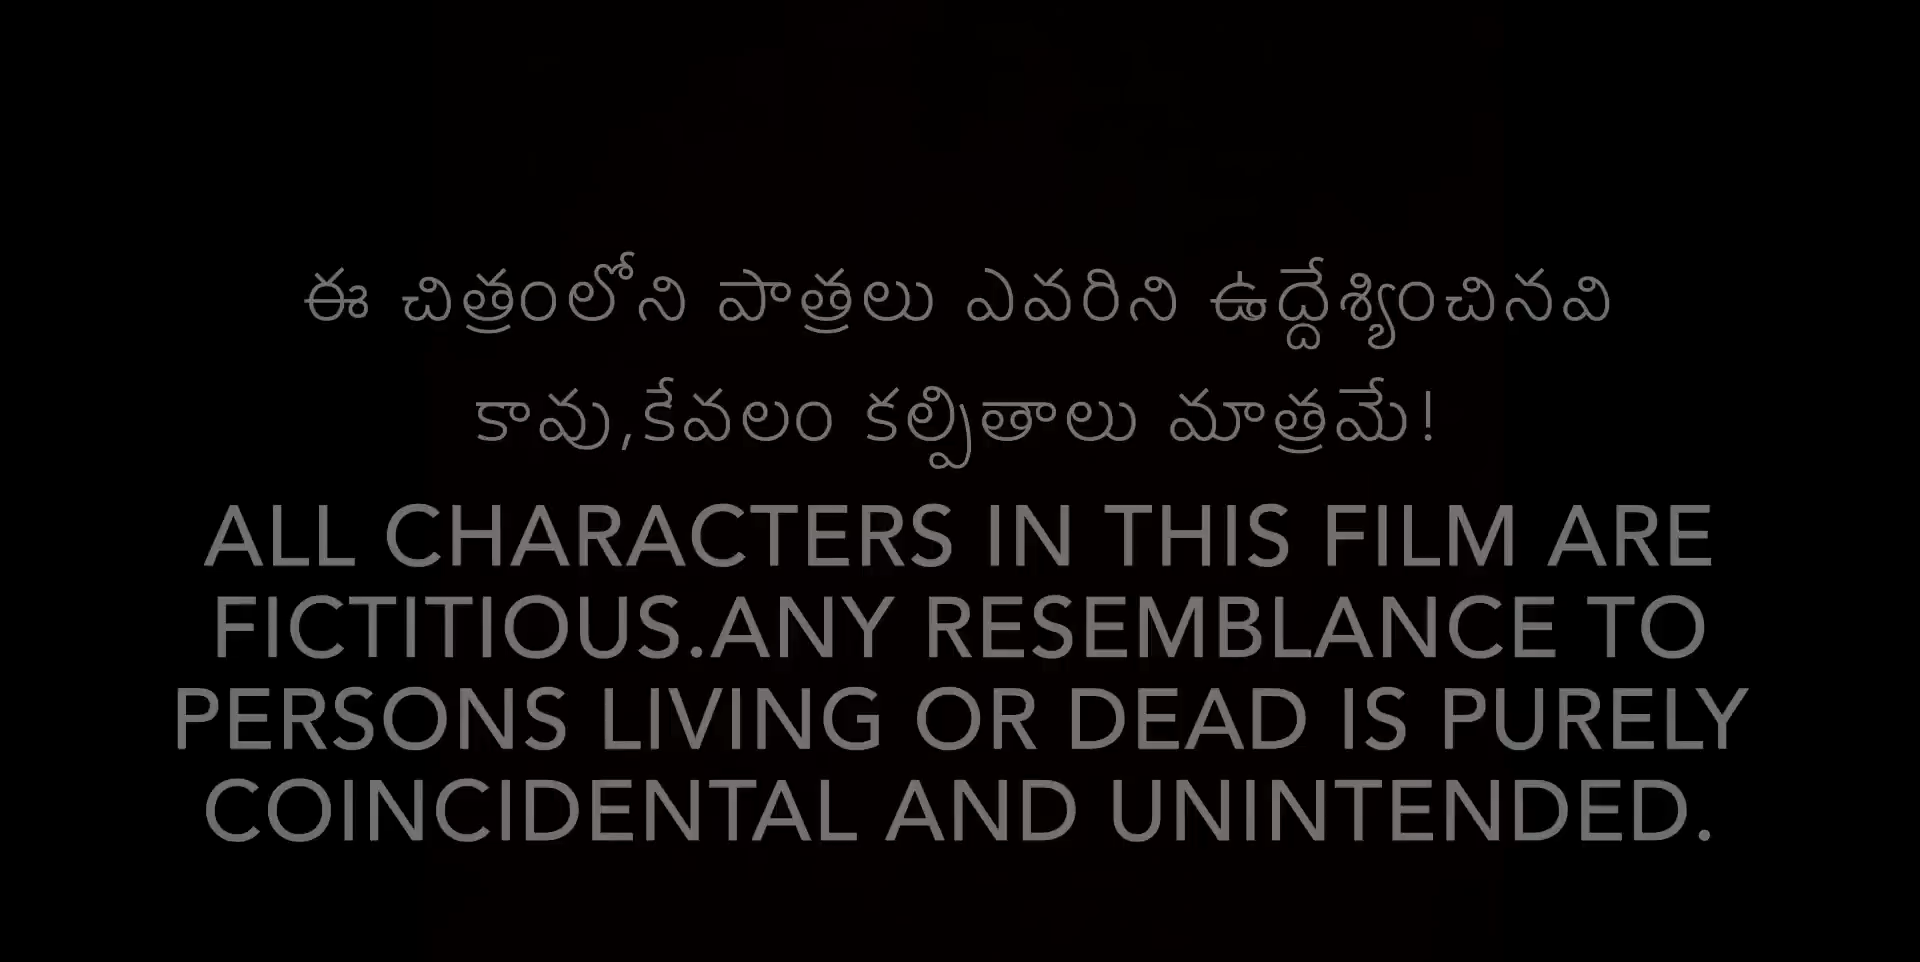 ఈ చిత్రంలోని పాత్రలు ఎవరిని ఉద్దేశ్యించినవి
కావు,కేవలం కల్పితాలు మాత్రమే!
ALL CHARACTERS IN THIS FILM ARE
FICTITIOUS.ANY RESEMBLANCE TO
PERSONS LIVING OR DEAD IS PURELY
COINCIDENTAL AND UNINTENDED.